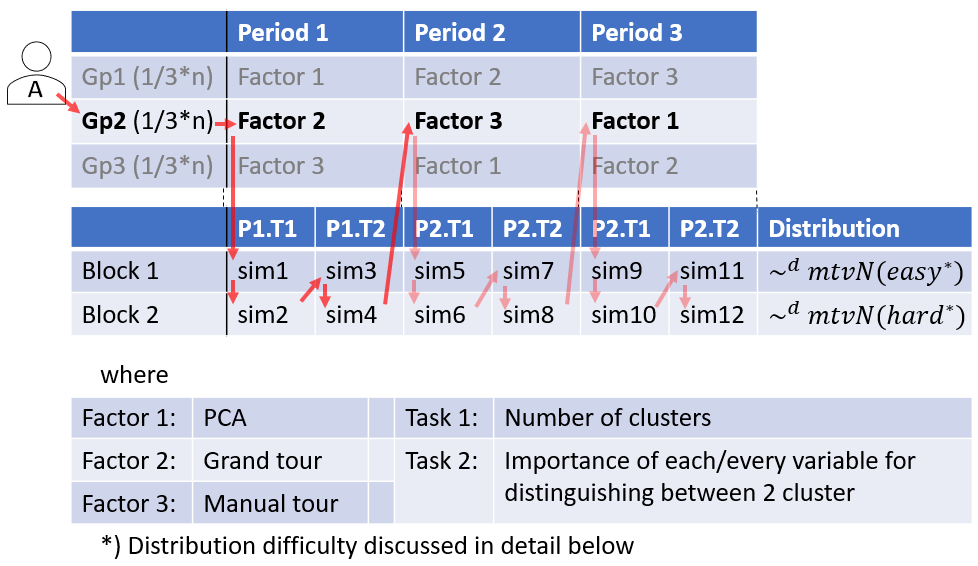 Period 1 Period 2 Period 3
A
Gp1 (1/3*n) Factor 1 Factor 2 Factor 3
Gp2 (1/3*n) Factor 2 Factor 3 Factor 1
Gp3 (1/3*n) Factor 3 Factor 1 Factor 2
P1.T1 P1.T2 P2.T1 P2.T2 P2.T1 P2.T2 Distribution
Block 1 sim1 sim3 sim5 sim7 sim9 sim11 ~ᵈ mtvN(easy*)
Block 2 sim2 sim4 sim6 sim8 sim10 sim12 ~ᵈ mtvN(hard*)
where
Factor 1: PCA Task 1: Number of clusters
Factor 2: Grand tour Task 2: Importance of each/every variable for
distinguishing between 2 cluster
Factor 3: Manual tour
*) Distribution difficulty discussed in detail below